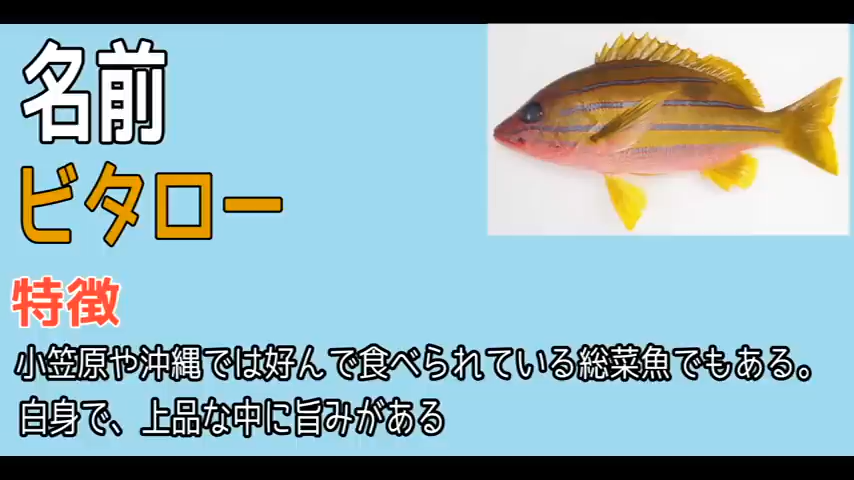 名前
ビタロー
特徴
小笠原や沖縄では好んで食べられている総菜魚でもある。
白身で、上品な中に旨みがある